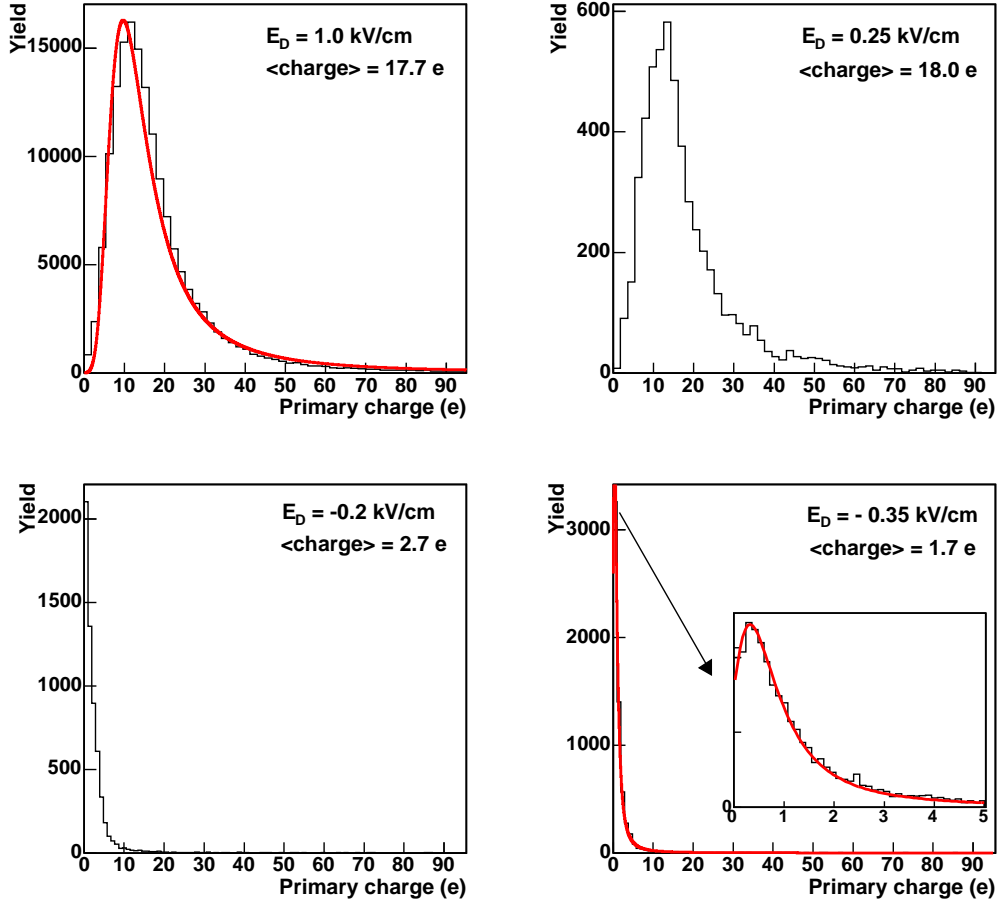 Yield
E_D = 1.0 kV/cm
<charge> = 17.7 e
15000
10000
5000
0
0 10 20 30 40 50 60 70 80 90
Primary charge (e)
Yield
E_D = 0.25 kV/cm
<charge> = 18.0 e
600
400
200
0
0 10 20 30 40 50 60 70 80 90
Primary charge (e)
Yield
E_D = -0.2 kV/cm
<charge> = 2.7 e
2000
1500
1000
500
0
0 10 20 30 40 50 60 70 80 90
Primary charge (e)
Yield
E_D = - 0.35 kV/cm
<charge> = 1.7 e
3000
2000
1000
0
0 10 20 30 40 50 60 70 80 90
Primary charge (e)
0
0 1 2 3 4 5